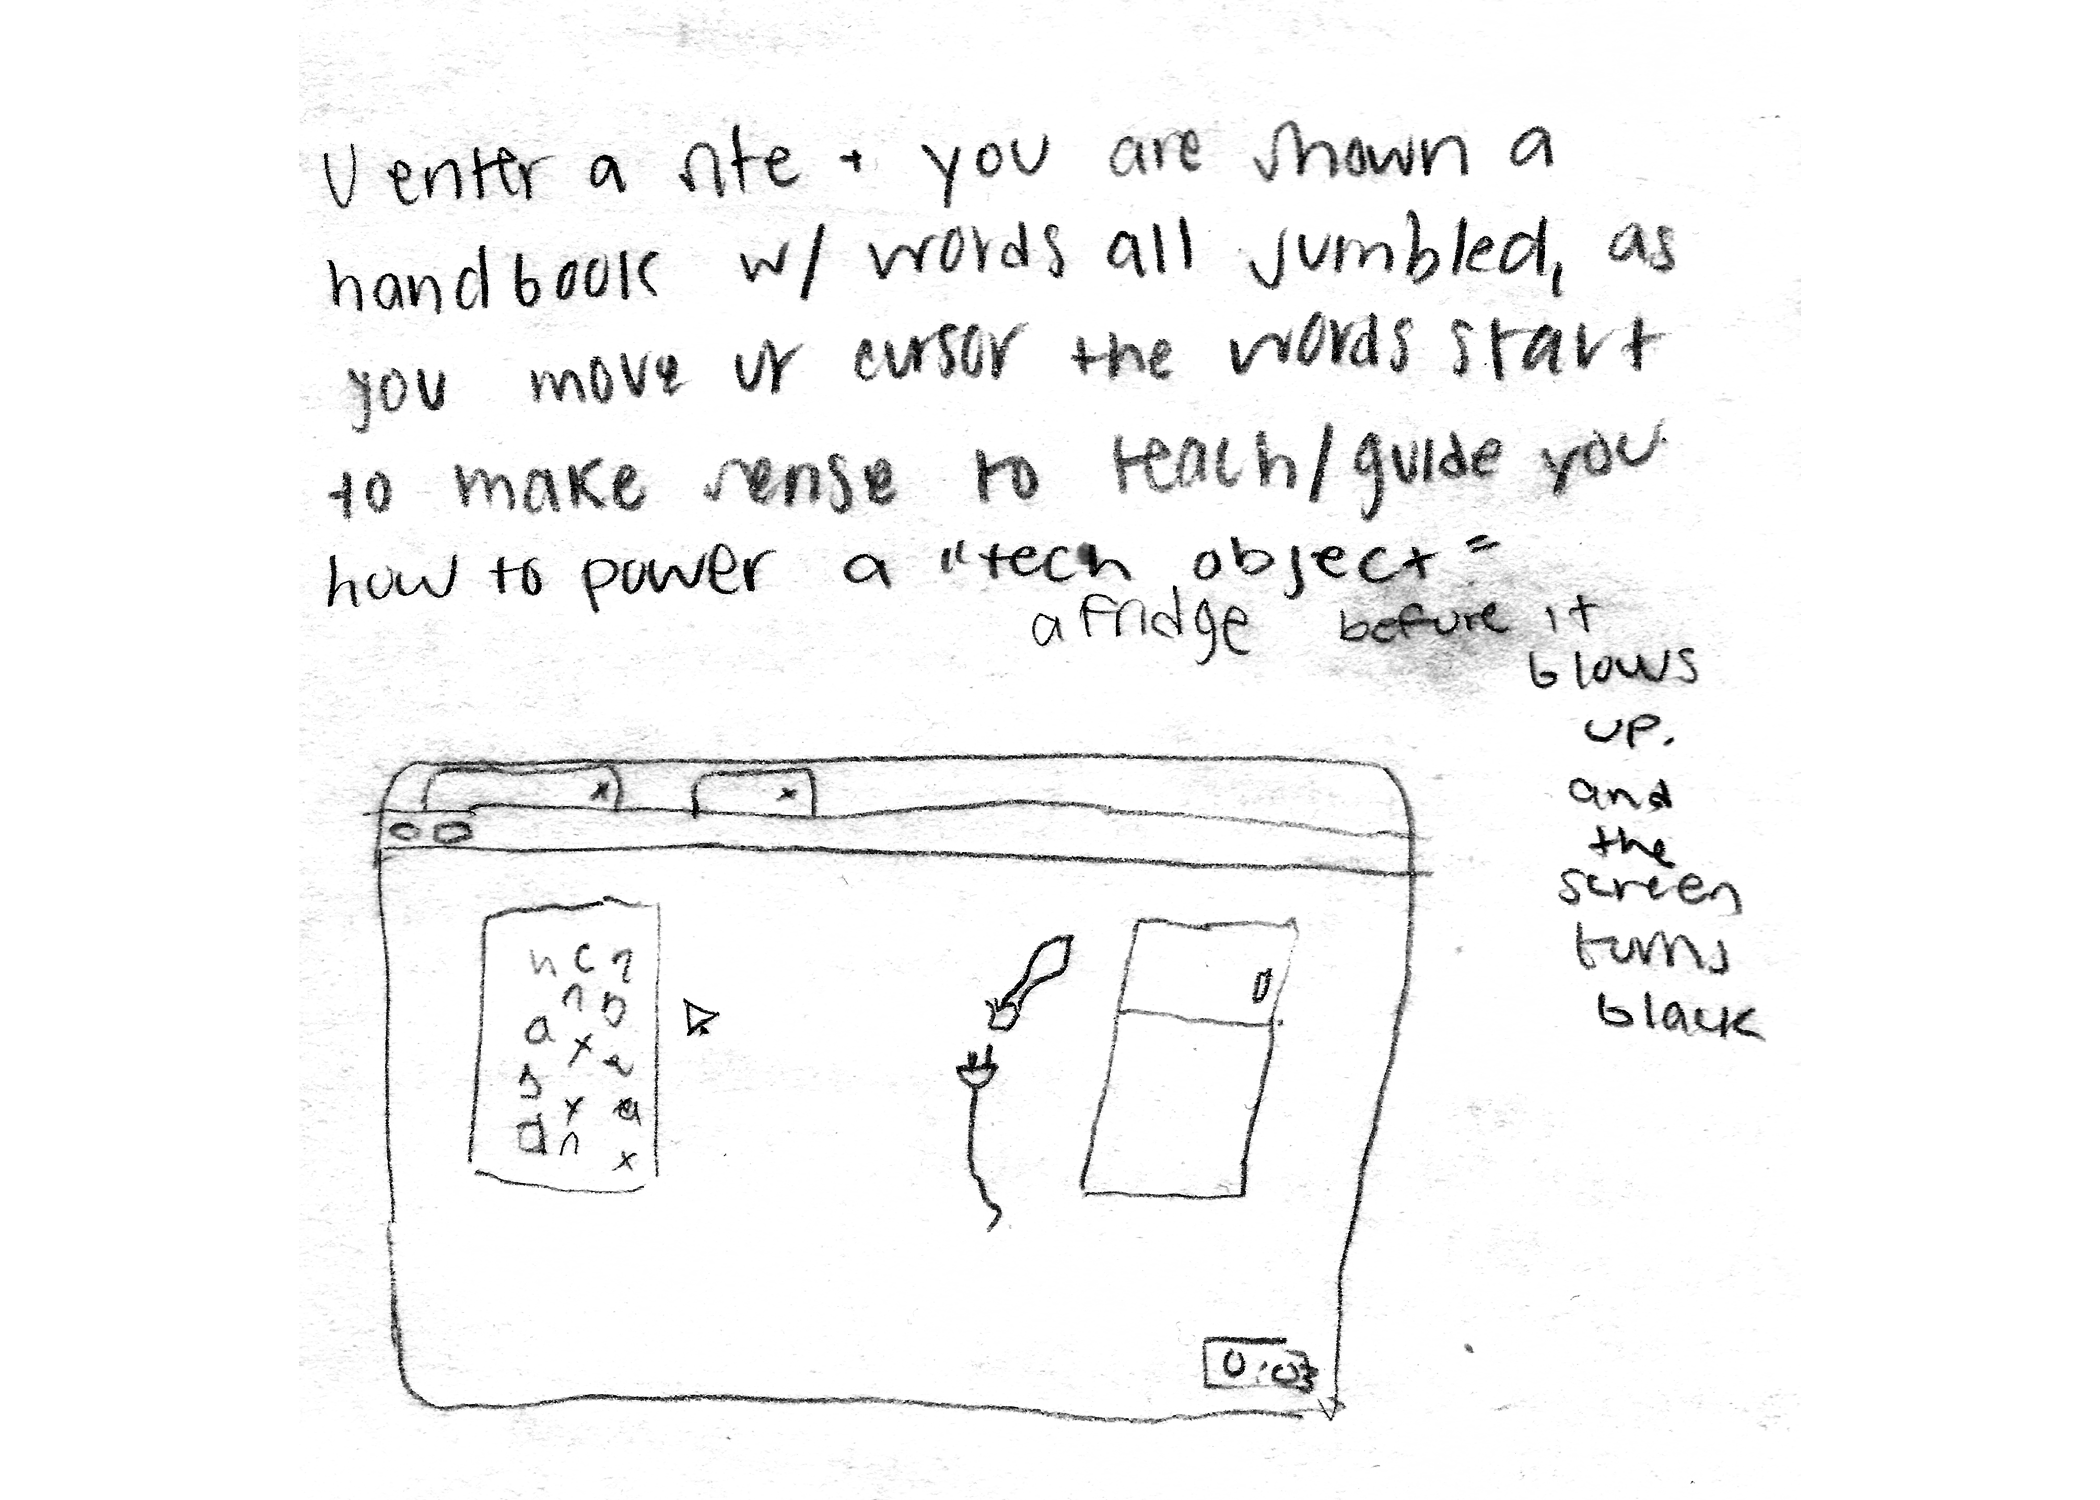 U enter a site + you are shown a
handbook w/ words all jumbled, as
you move ur cursor the words start
to make sense to teach/guide you
how to power a "tech object"
a fridge before it
blows
up.
and
the
screen
turns
black
x x
h c
a n o
x e
s x a
d n x